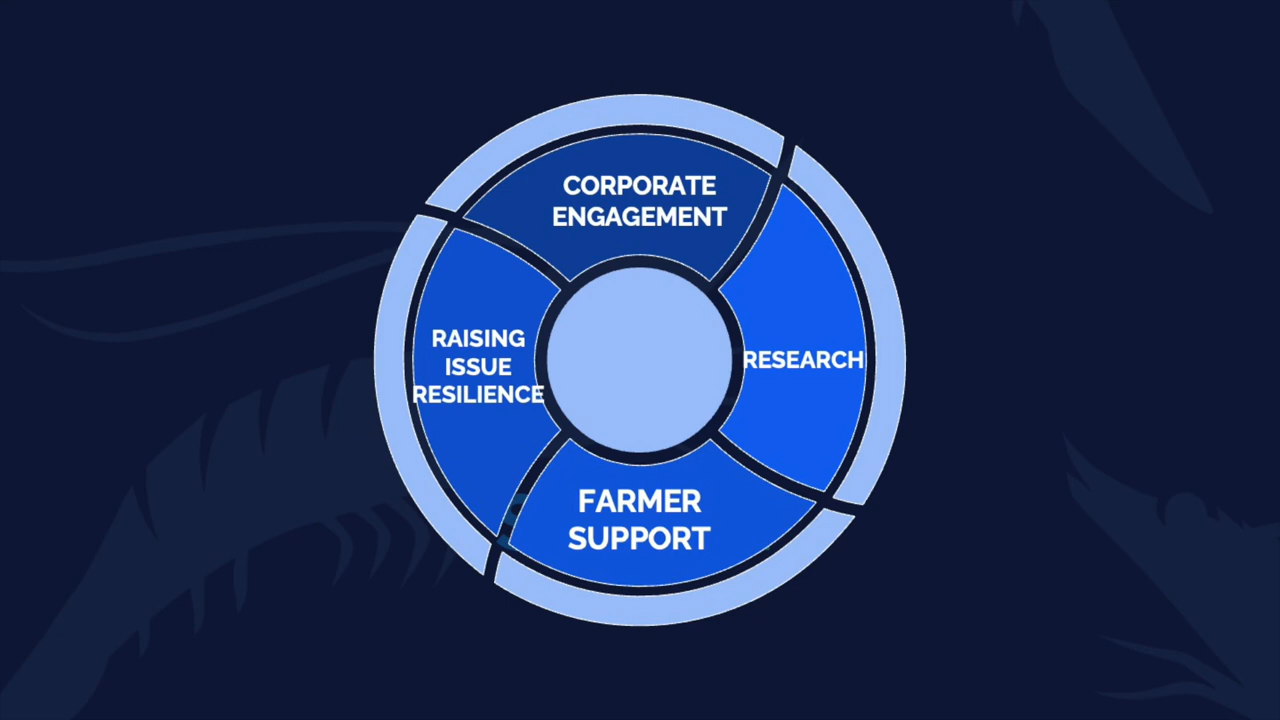 CORPORATE
ENGAGEMENT
RAISING
ISSUE
RESILIENCE
RESEARCH
FARMER
SUPPORT